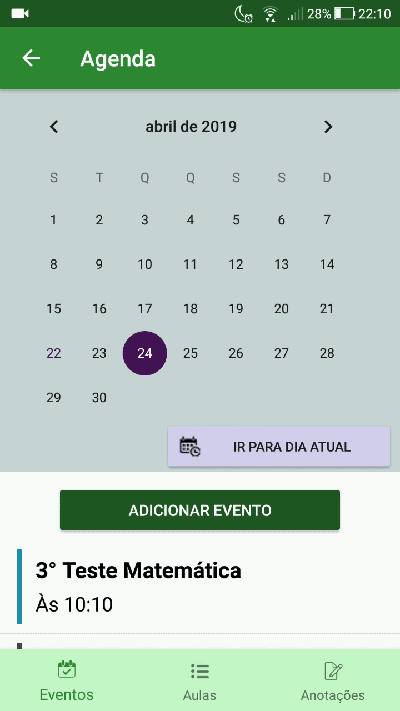 28% 22:10
Agenda
abril de 2019
S T Q Q S S D
1 2 3 4 5 6 7
8 9 10 11 12 13 14
15 16 17 18 19 20 21
22 23 24 25 26 27 28
29 30
IR PARA DIA ATUAL
ADICIONAR EVENTO
3° Teste Matemática
Às 10:10
Eventos Aulas Anotações